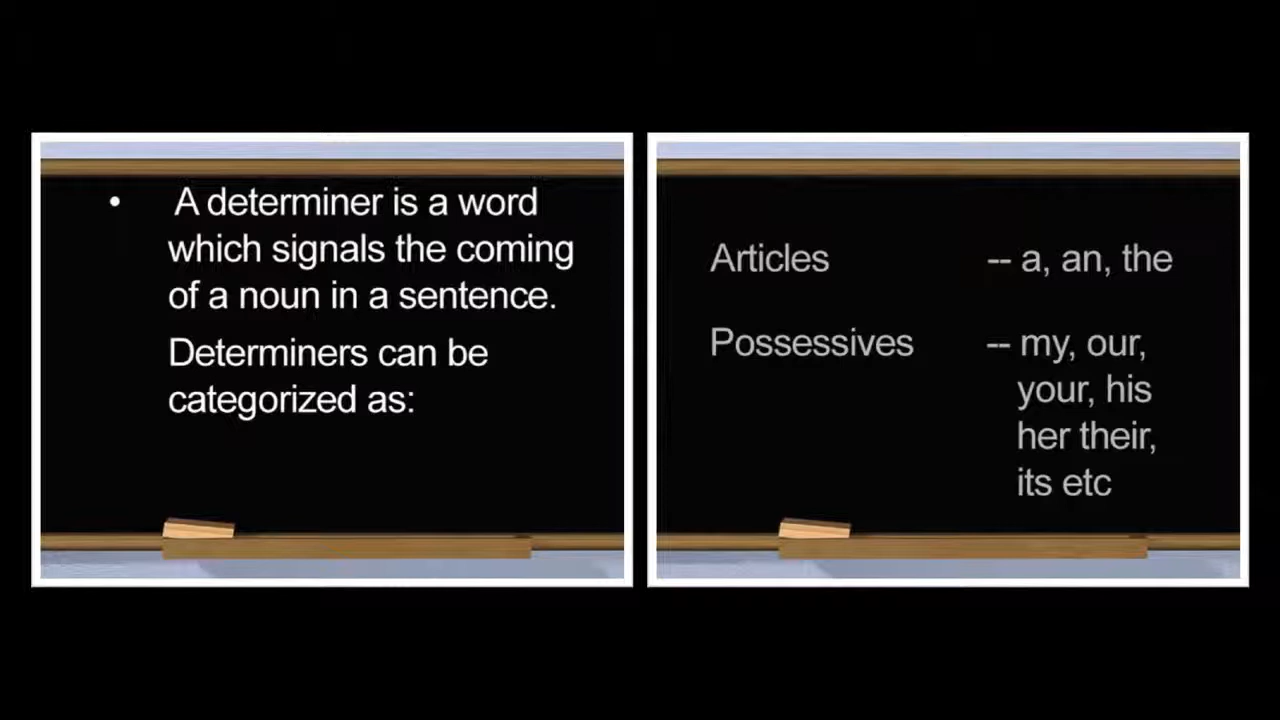 • A determiner is a word
which signals the coming
of a noun in a sentence.
Determiners can be
categorized as:
Articles -- a, an, the
Possessives -- my, our,
your, his
her their,
its etc